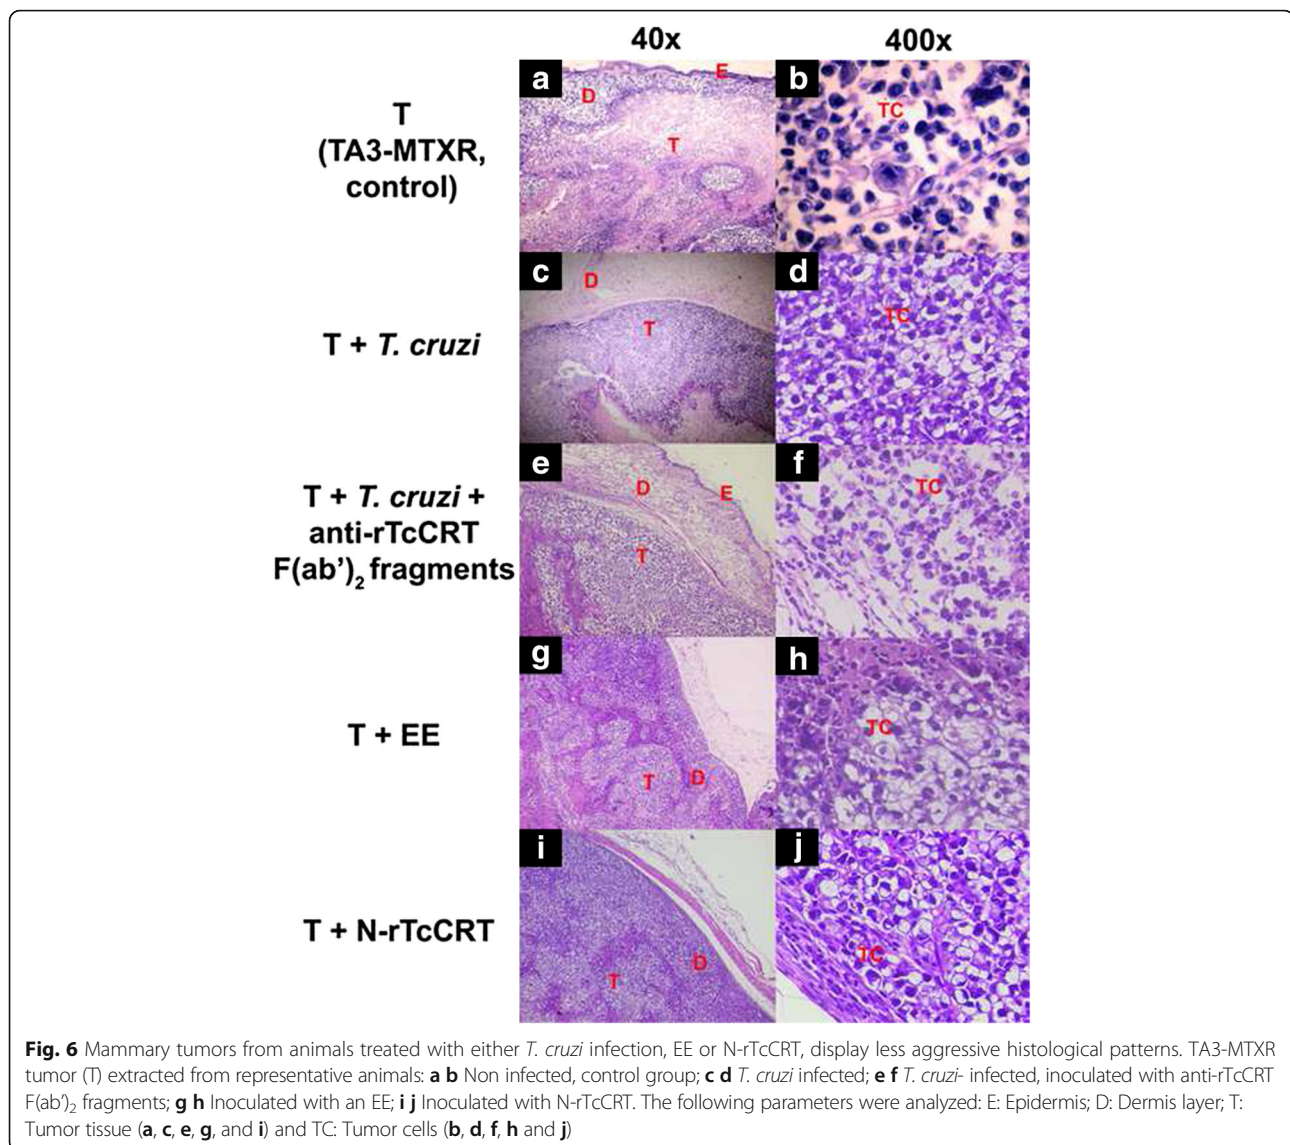 40x 400x
T
(TA3-MTXR,
control)
a E D T
b TC
T + T. cruzi
c D T
d TC
T + T. cruzi +
anti-rTcCRT
F(ab')2 fragments
e D E T
f TC
T + EE
g T D
h TC
T + N-rTcCRT
i D T
j TC
Fig. 6 Mammary tumors from animals treated with either T. cruzi infection, EE or N-rTcCRT, display less aggressive histological patterns. TA3-MTXR
tumor (T) extracted from representative animals: a b Non infected, control group; c d T. cruzi infected; e f T. cruzi- infected, inoculated with anti-rTcCRT
F(ab')2 fragments; g h Inoculated with an EE; i j Inoculated with N-rTcCRT. The following parameters were analyzed: E: Epidermis; D: Dermis layer; T:
Tumor tissue (a, c, e, g, and i) and TC: Tumor cells (b, d, f, h and j)